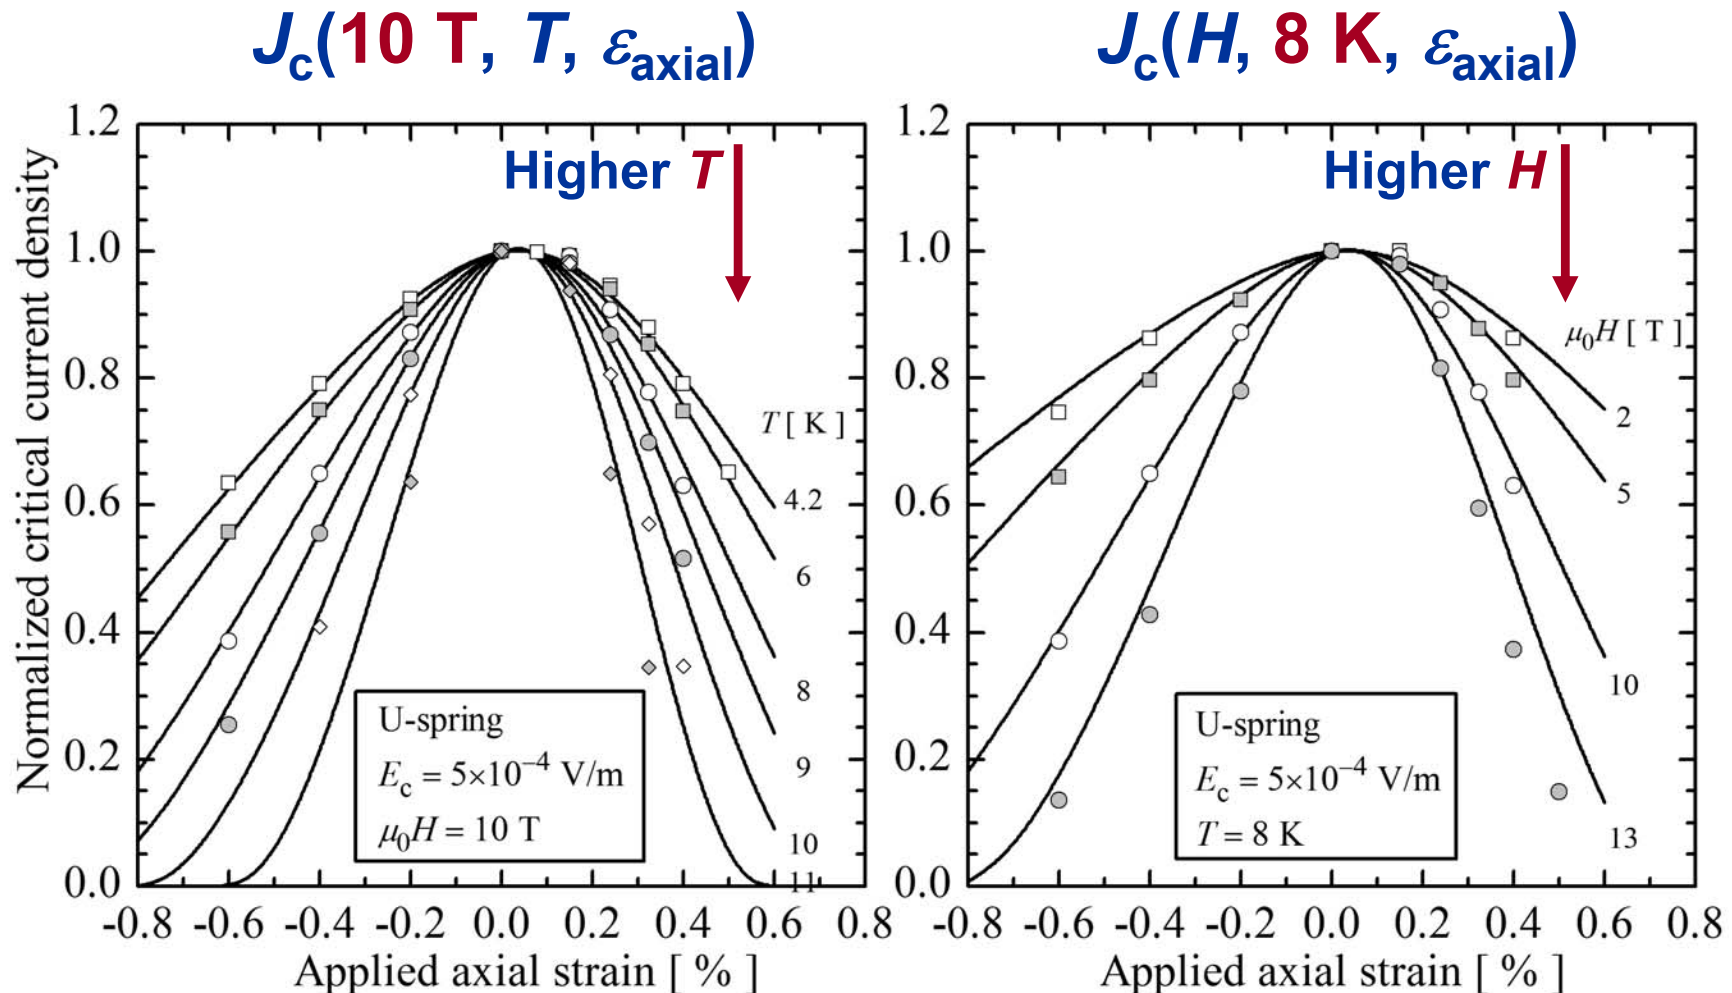 Jc(10 T, T, εaxial)
Jc(H, 8 K, εaxial)
Normalized critical current density
1.2
1.0
0.8
0.6
0.4
0.2
0.0
Higher T
T [ K ]
4.2
6
8
9
10
11
U-spring
Ec = 5×10−4 V/m
μ0H = 10 T
-0.8 -0.6 -0.4 -0.2 0.0 0.2 0.4 0.6 0.8
Applied axial strain [ % ]
1.2
1.0
0.8
0.6
0.4
0.2
0.0
Higher H
μ0H [ T ]
2
5
10
13
U-spring
Ec = 5×10−4 V/m
T = 8 K
-0.8 -0.6 -0.4 -0.2 0.0 0.2 0.4 0.6 0.8
Applied axial strain [ % ]